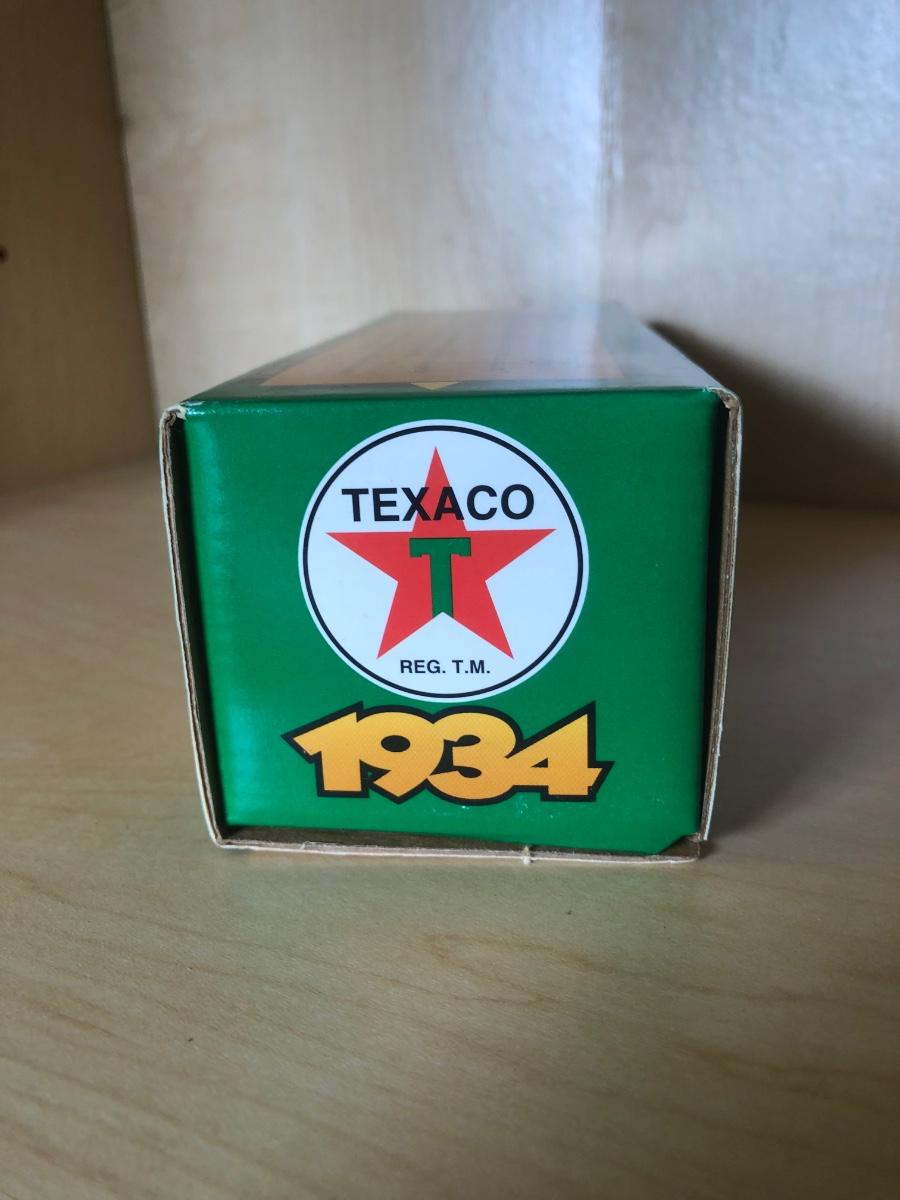 TEXACO
T
REG. T.M.
1934